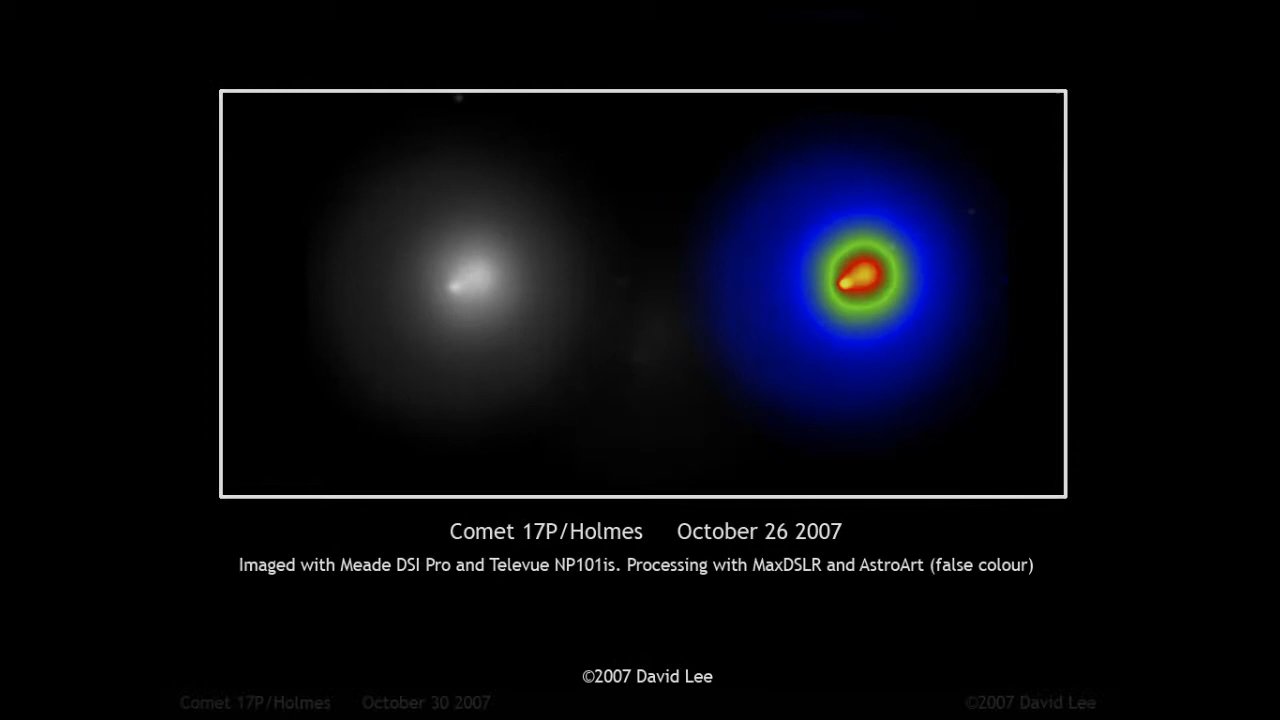 Comet 17P/Holmes October 26 2007
Imaged with Meade DSI Pro and Televue NP101is. Processing with MaxDSLR and AstroArt (false colour)
©2007 David Lee
Comet 17P/Holmes October 30 2007 ©2007 David Lee